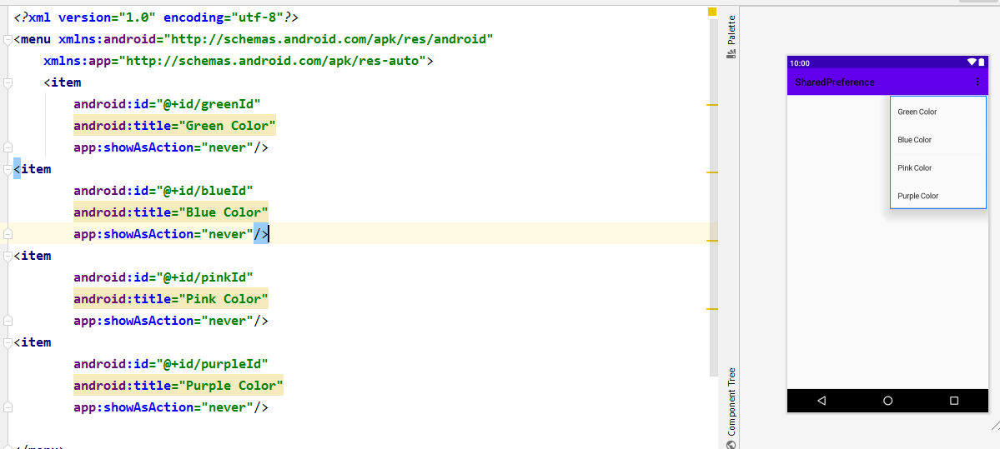 <?xml version="1.0" encoding="utf-8"?>
<menu xmlns:android="http://schemas.android.com/apk/res/android"
    xmlns:app="http://schemas.android.com/apk/res-auto">
    <item
        android:id="@+id/greenId"
        android:title="Green Color"
        app:showAsAction="never"/>
<item
        android:id="@+id/blueId"
        android:title="Blue Color"
        app:showAsAction="never"/>
<item
        android:id="@+id/pinkId"
        android:title="Pink Color"
        app:showAsAction="never"/>
<item
        android:id="@+id/purpleId"
        android:title="Purple Color"
        app:showAsAction="never"/>
</menu>
Palette
Component Tree
10:00
SharedPreference
Green Color
Blue Color
Pink Color
Purple Color